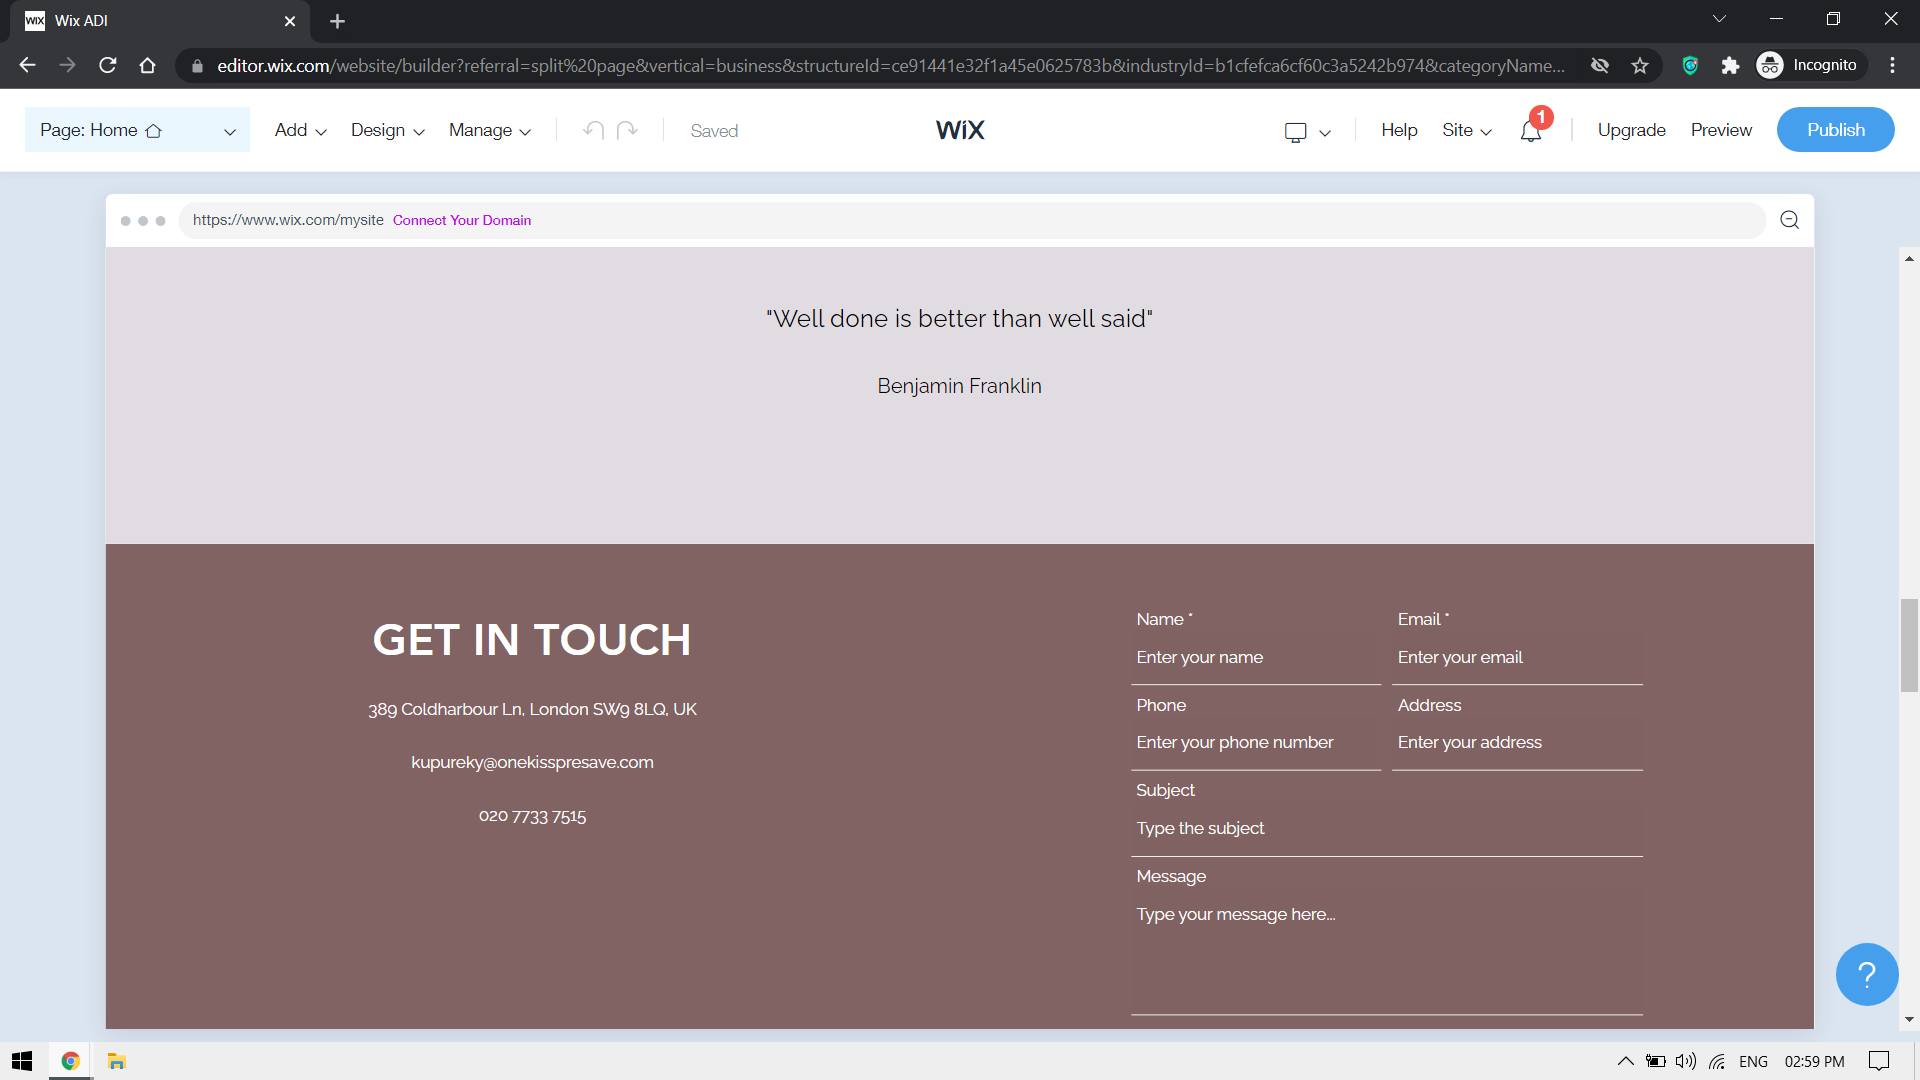 WiX Wix ADI
editor.wix.com/website/builder?referral=split%20page&vertical=business&structureId=ce91441e32f1a45e0625783b&industryId=b1cfefca6cf60c3a5242b974&categoryName... Incognito
Page: Home Add Design Manage Saved WiX Help Site 1 Upgrade Preview Publish
https://www.wix.com/mysite Connect Your Domain
"Well done is better than well said"
Benjamin Franklin
GET IN TOUCH
389 Coldharbour Ln, London SW9 8LQ, UK
kupureky@onekisspresave.com
020 7733 7515
Name * Email *
Enter your name Enter your email
Phone Address
Enter your phone number Enter your address
Subject
Type the subject
Message
Type your message here...
?
ENG 02:59 PM